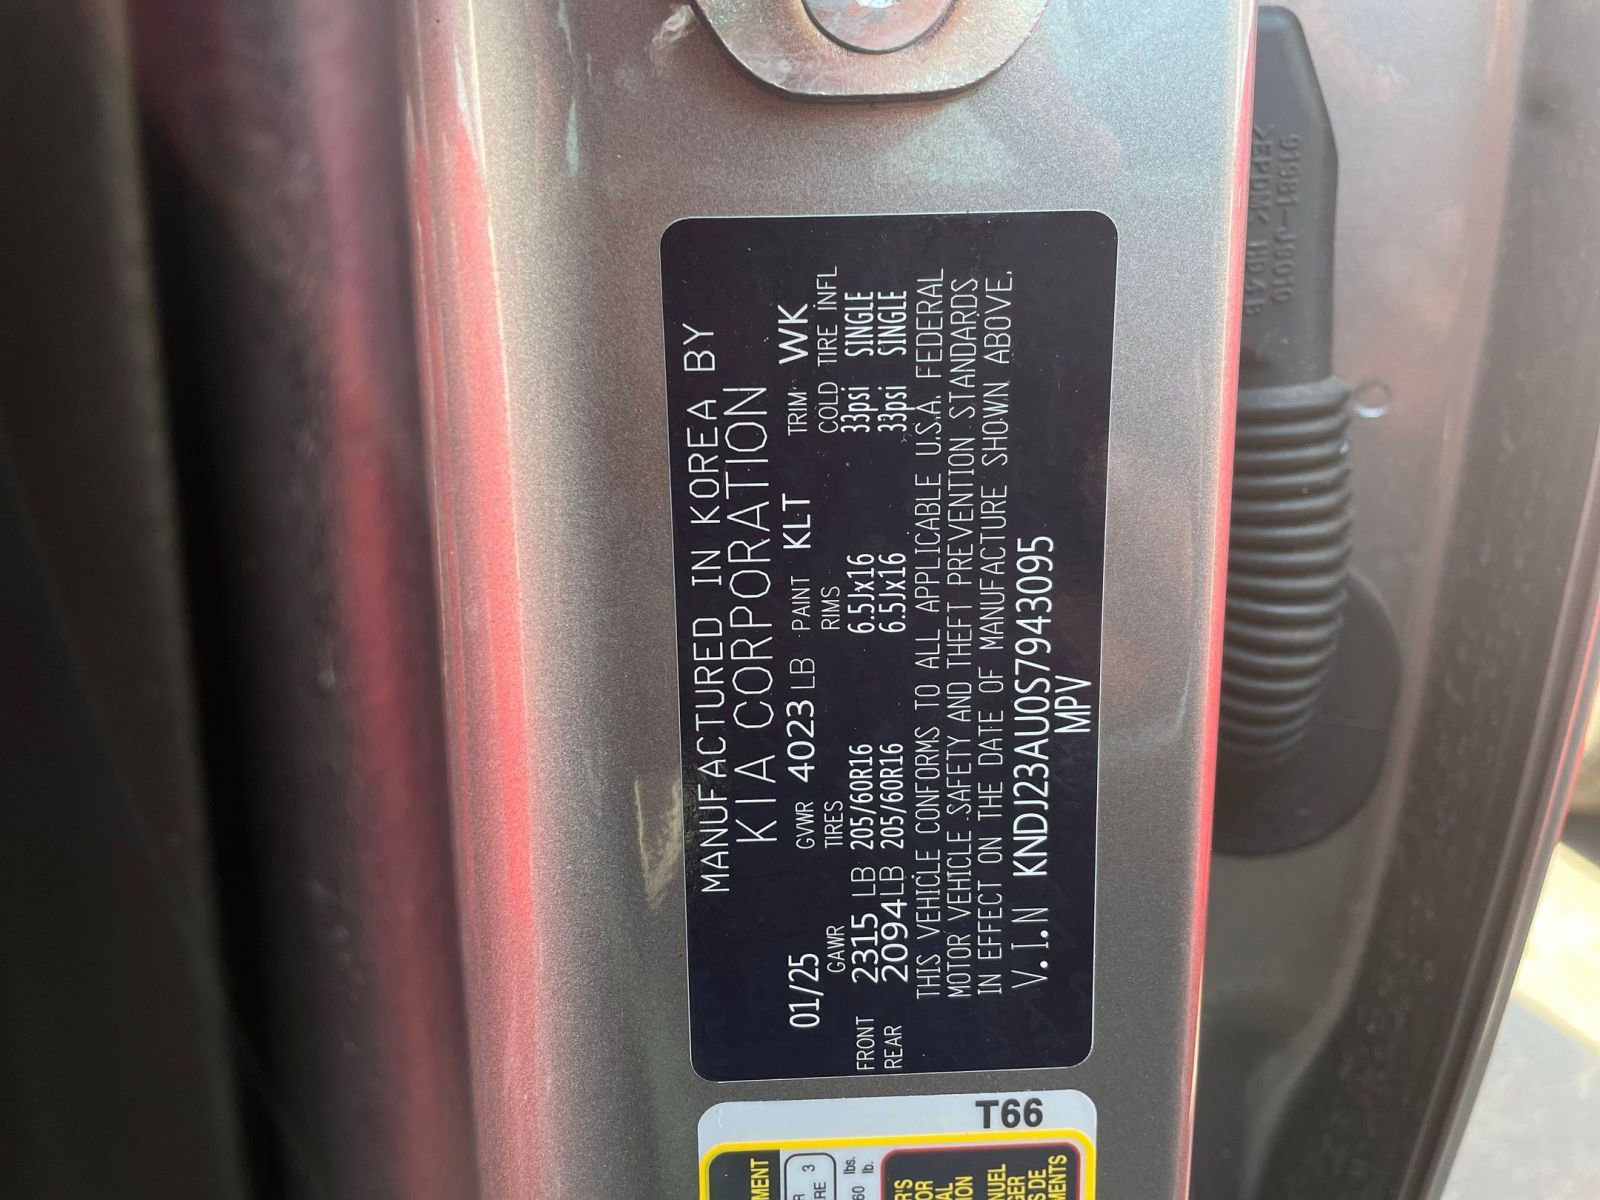 MANUFACTURED IN KOREA BY
KIA CORPORATION
01/25 GVWR 4023 LB PAINT KLT TRIM WK
GAWR TIRES RIMS COLD TIRE INFL
FRONT 2315 LB 205/60R16 6.5Jx16 33psi SINGLE
REAR 2094LB 205/60R16 6.5Jx16 33psi SINGLE
THIS VEHICLE CONFORMS TO ALL APPLICABLE U.S.A. FEDERAL
MOTOR VEHICLE SAFETY AND THEFT PREVENTION STANDARDS
IN EFFECT ON THE DATE OF MANUFACTURE SHOWN ABOVE.
V.I.N KNDJ23AU0S7943095
MPV
T66
91981-J9010
>EPDM<